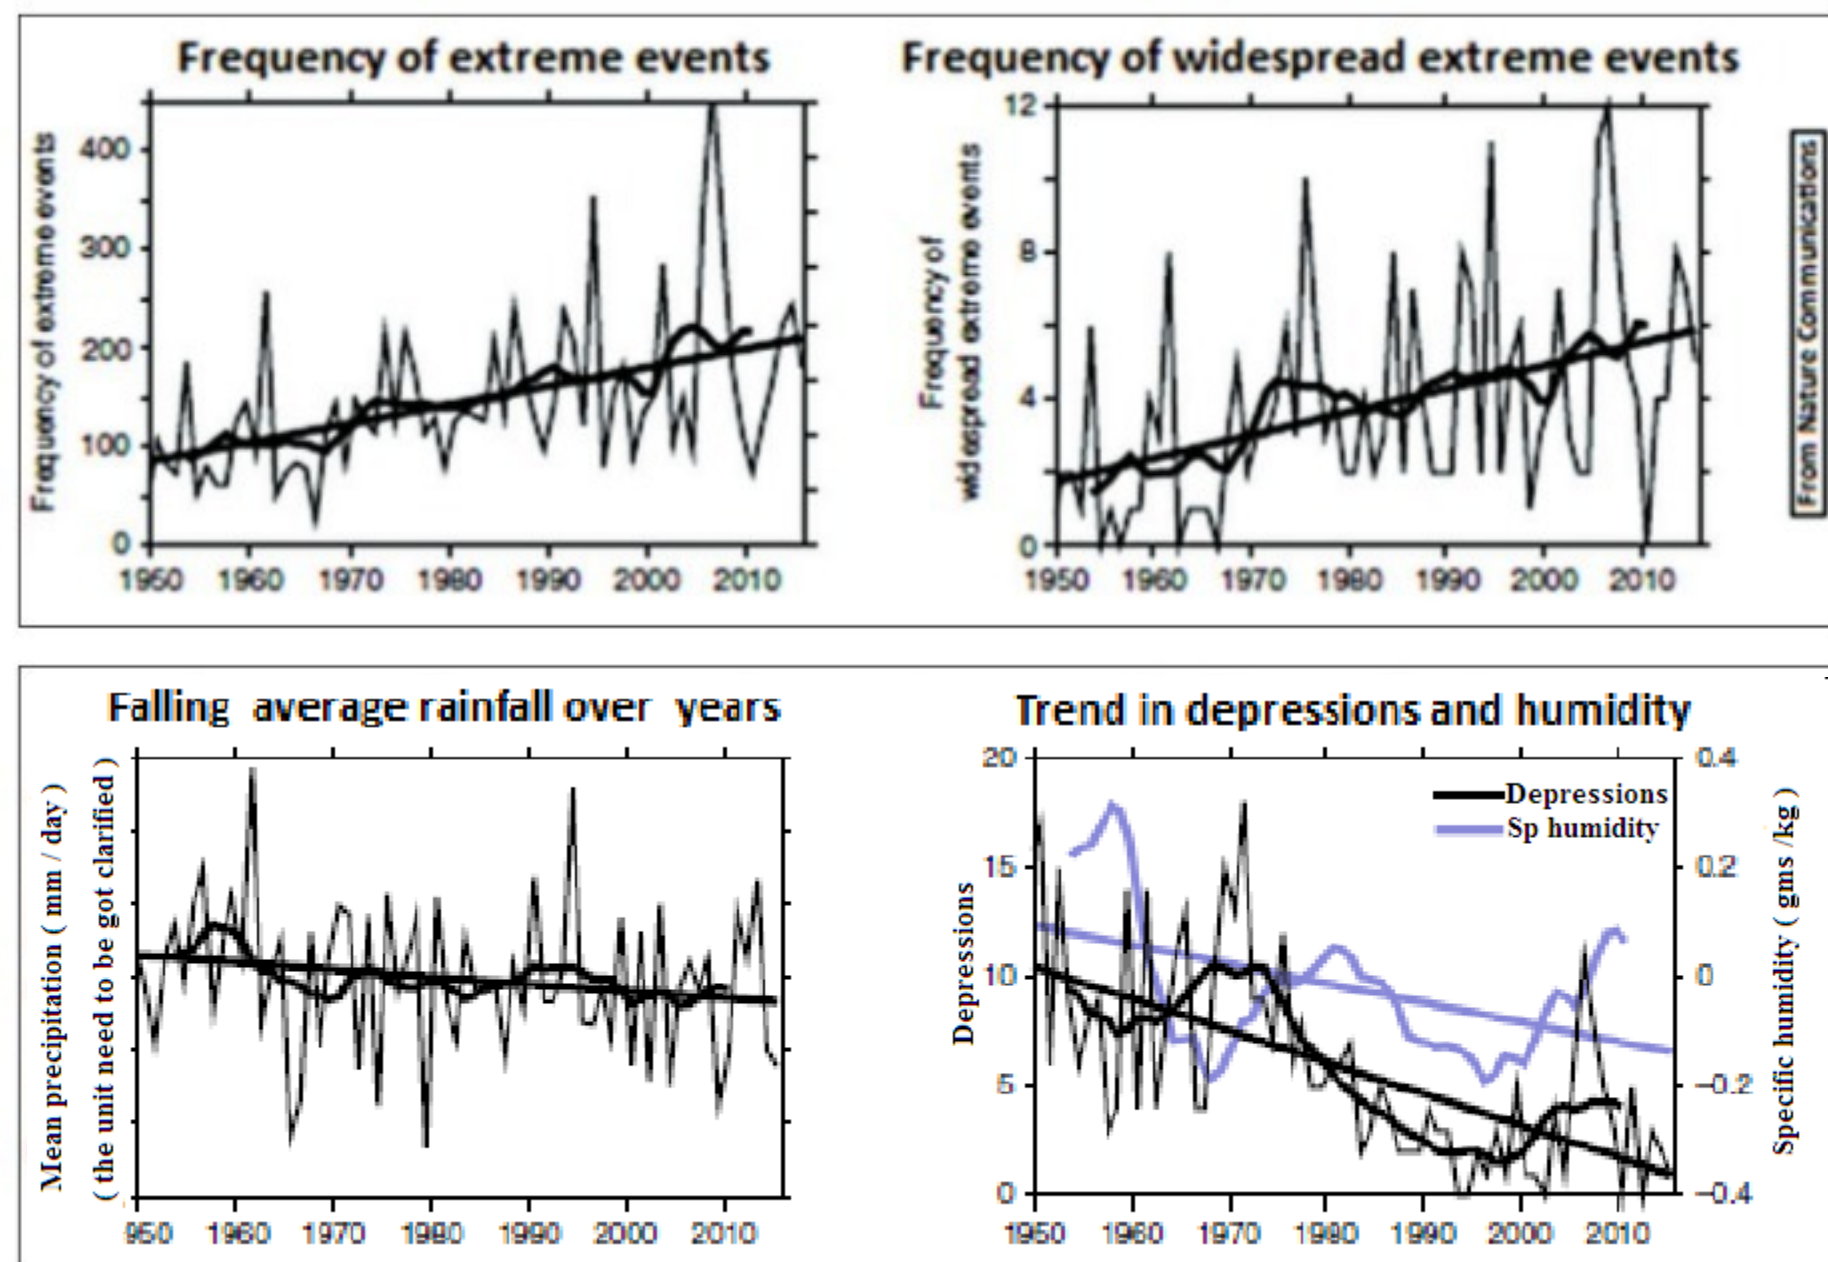 Frequency of extreme events
Frequency of extreme events
400
300
200
100
0
1950 1960 1970 1980 1990 2000 2010
Frequency of widespread extreme events
Frequency of
widespread extreme events
12
8
4
0
1950 1960 1970 1980 1990 2000 2010
From Nature Communications
Falling average rainfall over years
Mean precipitation ( mm / day )
( the unit need to be got clarified )
950 1960 1970 1980 1990 2000 2010
Trend in depressions and humidity
Depressions
20
15
10
5
0
Depressions
Sp humidity
0.4
0.2
0
−0.2
−0.4
Specific humidity ( gms /kg )
1950 1960 1970 1980 1990 2000 2010